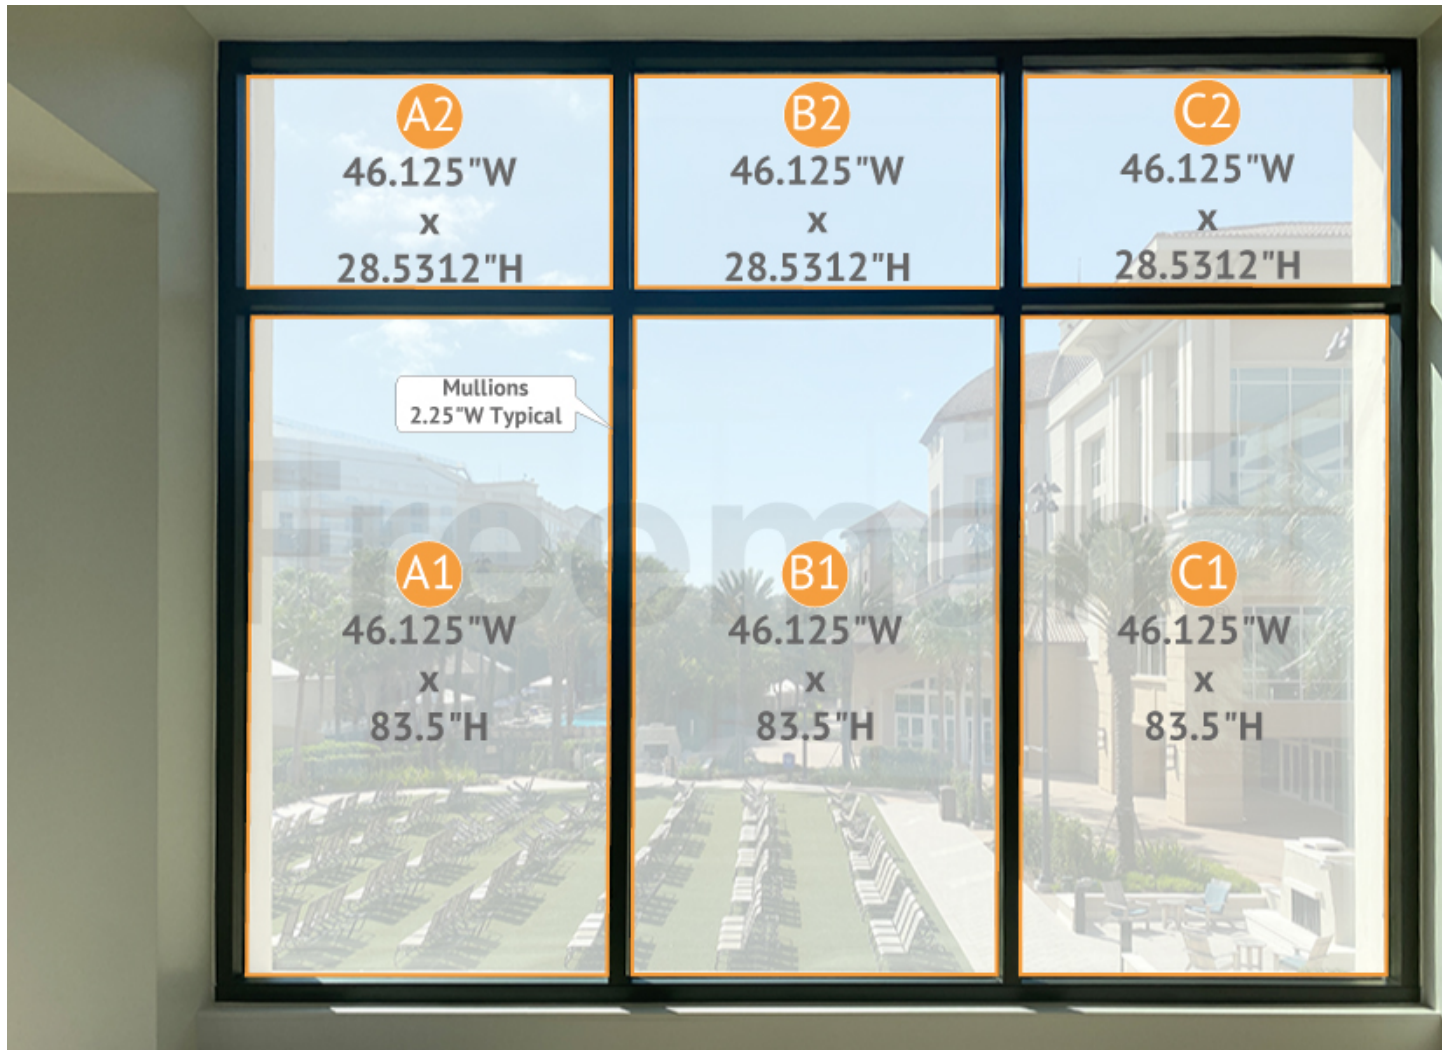 A2
46.125"W
x
28.5312"H
B2
46.125"W
x
28.5312"H
C2
46.125"W
x
28.5312"H
Mullions
2.25"W Typical
Freeman
A1
46.125"W
x
83.5"H
B1
46.125"W
x
83.5"H
C1
46.125"W
x
83.5"H